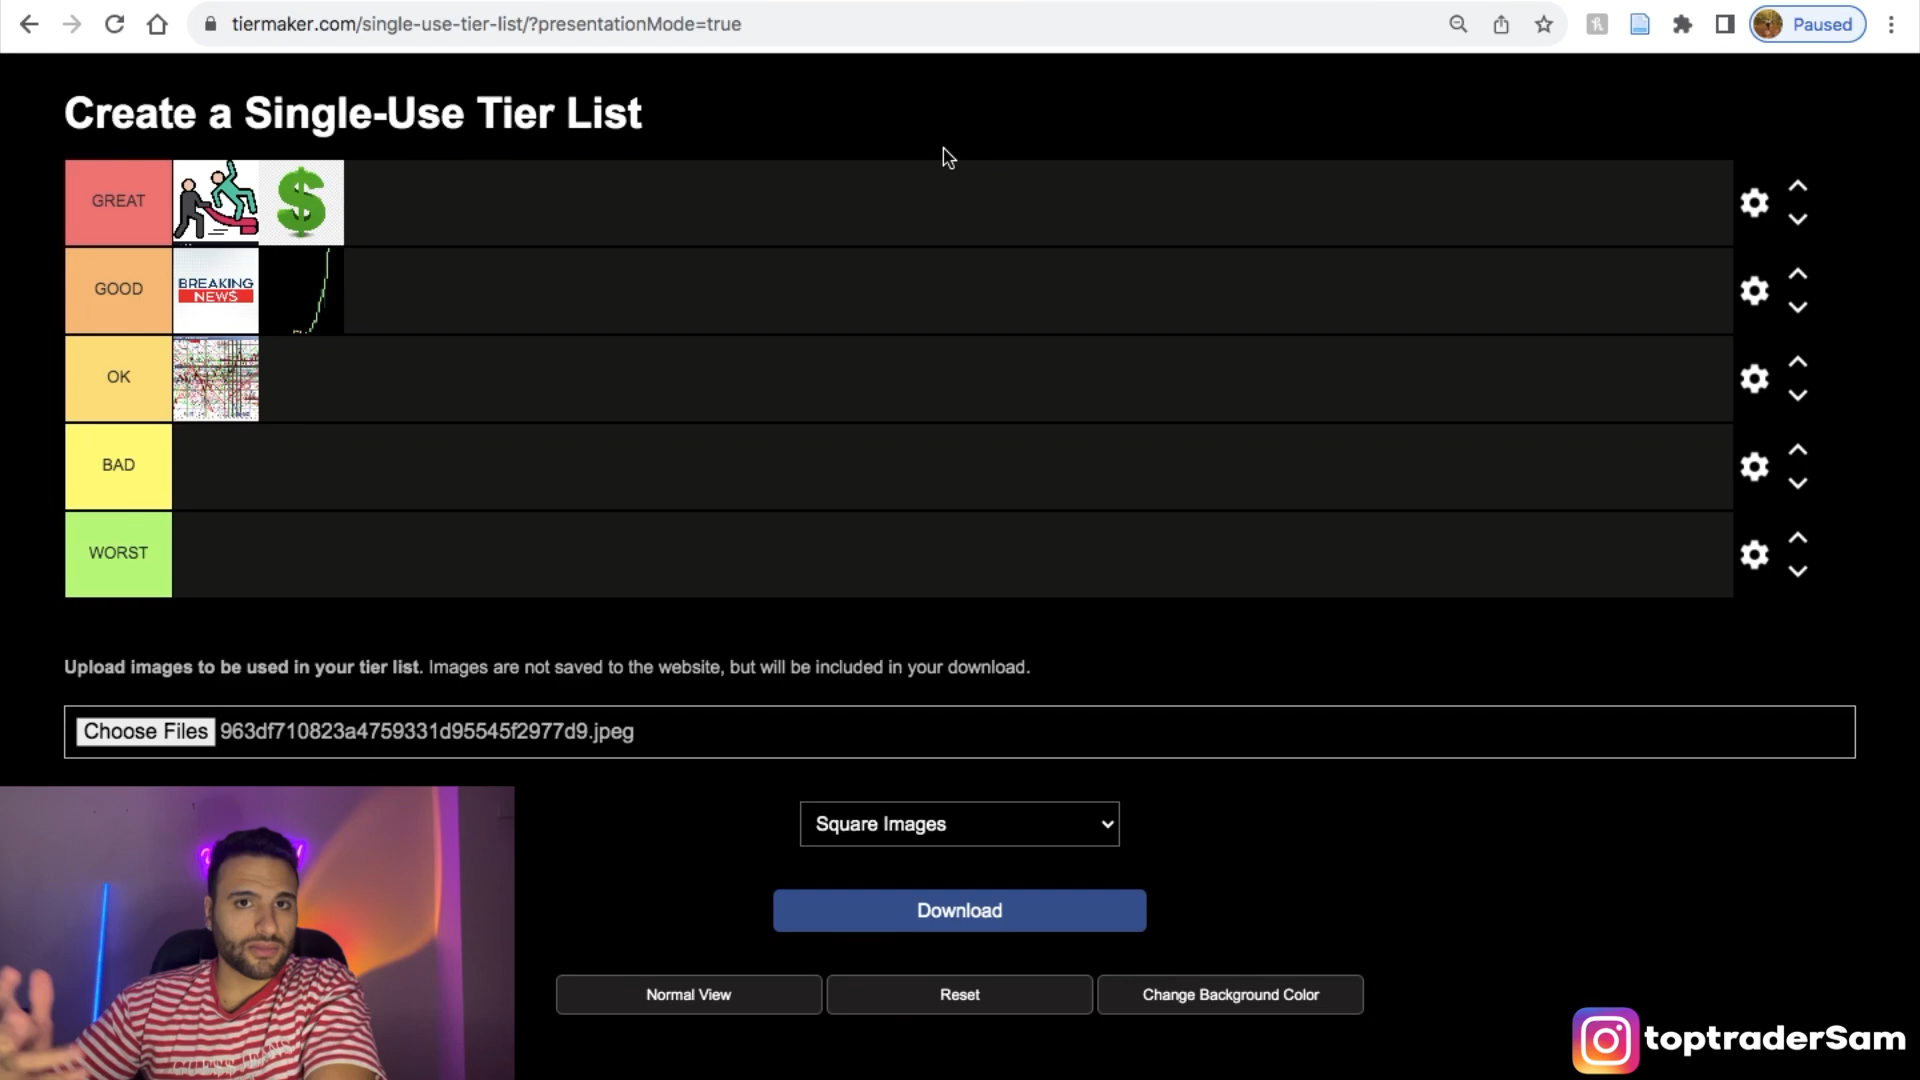 tiermaker.com/single-use-tier-list/?presentationMode=true
Paused
Create a Single-Use Tier List
GREAT
$
GOOD
BREAKING
NEWS
OK
BAD
WORST
Upload images to be used in your tier list. Images are not saved to the website, but will be included in your download.
Choose Files 963df710823a4759331d95545f2977d9.jpeg
Square Images
Download
Normal View
Reset
Change Background Color
toptraderSam